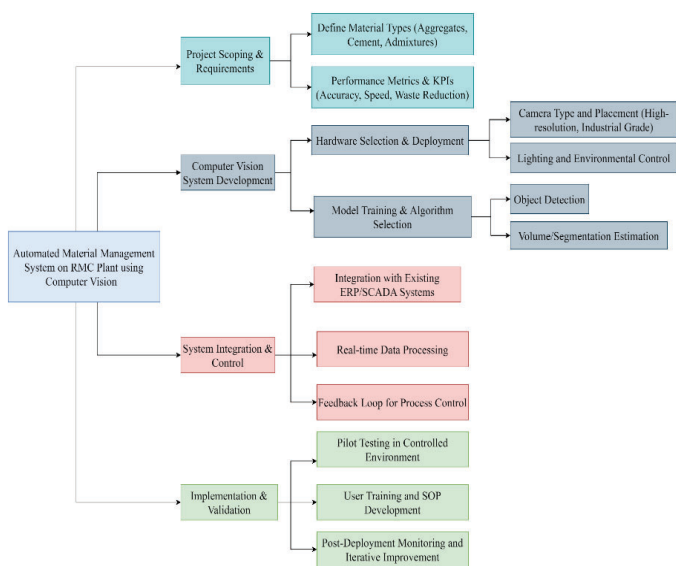 Define Material Types (Aggregates,
Cement, Admixtures)
Project Scoping &
Requirements
Performance Metrics & KPIs
(Accuracy, Speed, Waste Reduction)
Camera Type and Placement (High-
resolution, Industrial Grade)
Hardware Selection & Deployment
Lighting and Environmental Control
Computer Vision
System Development
Object Detection
Model Training & Algorithm
Selection
Volume/Segmentation Estimation
Automated Material Management
System on RMC Plant using
Computer Vision
Integration with Existing
ERP/SCADA Systems
System Integration &
Control
Real-time Data Processing
Feedback Loop for Process Control
Pilot Testing in Controlled
Environment
Implementation &
Validation
User Training and SOP
Development
Post-Deployment Monitoring and
Iterative Improvement